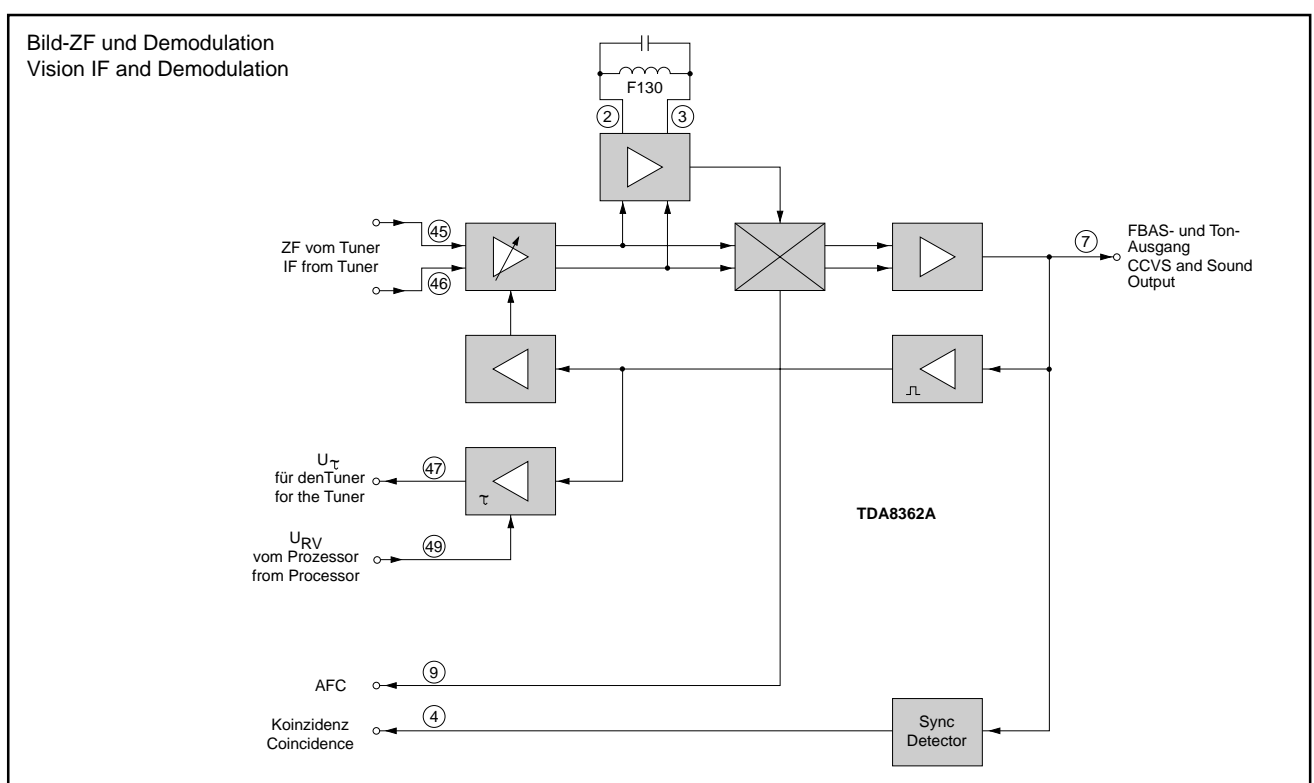 Bild-ZF und Demodulation
Vision IF and Demodulation
F130
2
3
45
ZF vom Tuner
IF from Tuner
46
7
FBAS- und Ton-
Ausgang
CCVS and Sound
Output
Uτ
für denTuner
for the Tuner
47
τ
TDA8362A
URV
vom Prozessor
from Processor
49
AFC
9
Koinzidenz
Coincidence
4
Sync
Detector